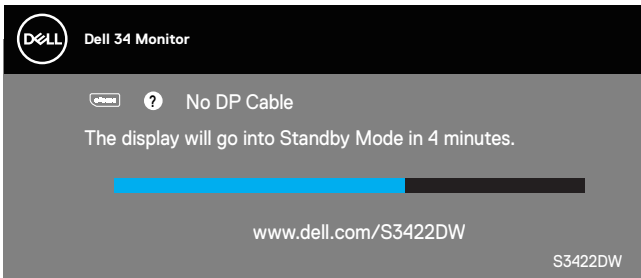 DELL
Dell 34 Monitor
? No DP Cable
The display will go into Standby Mode in 4 minutes.
www.dell.com/S3422DW
S3422DW